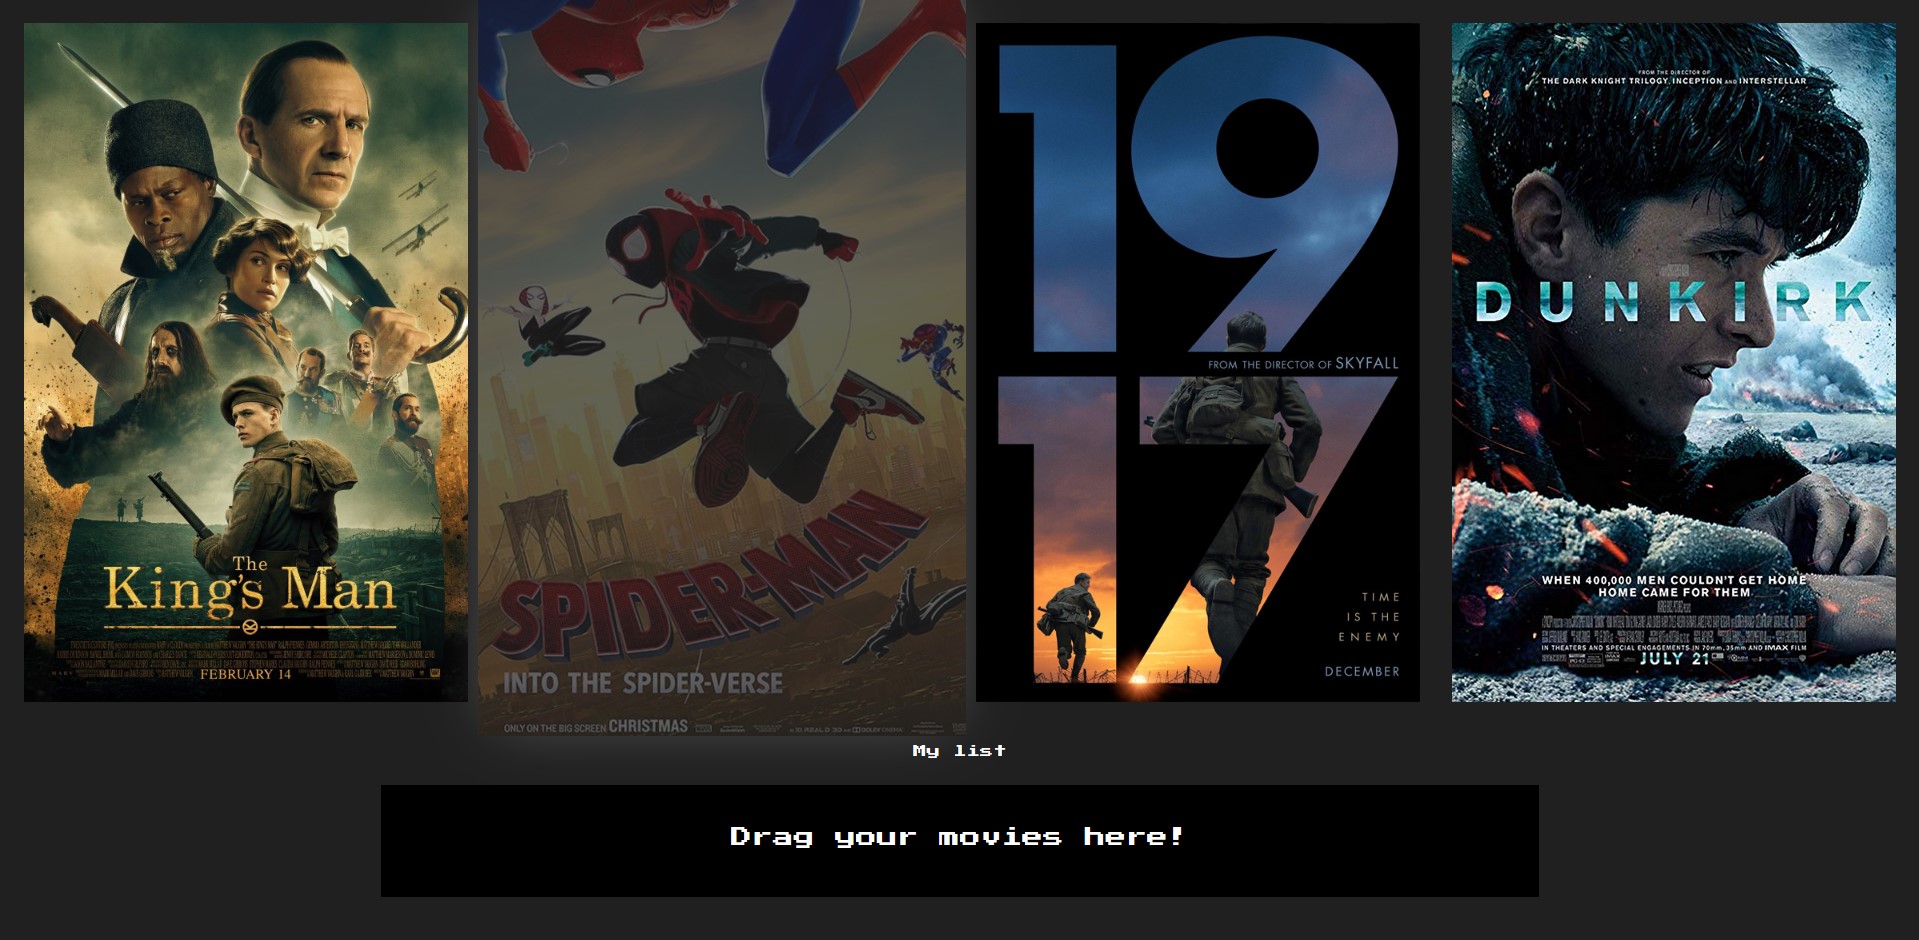 The
King's Man
FEBRUARY 14
SPIDER-MAN
INTO THE SPIDER-VERSE
ONLY ON THE BIG SCREEN CHRISTMAS
19
FROM THE DIRECTOR OF SKYFALL
17
TIME
IS THE
ENEMY
DECEMBER
FROM THE DIRECTOR OF
THE DARK KNIGHT TRILOGY, INCEPTION AND INTERSTELLAR
DUNKIRK
WHEN 400,000 MEN COULDN'T GET HOME,
HOME CAME FOR THEM.
IN THEATERS AND SPECIAL ENGAGEMENTS IN 70mm, 35mm AND IMAX FILM
JULY 21
My list
Drag your movies here!